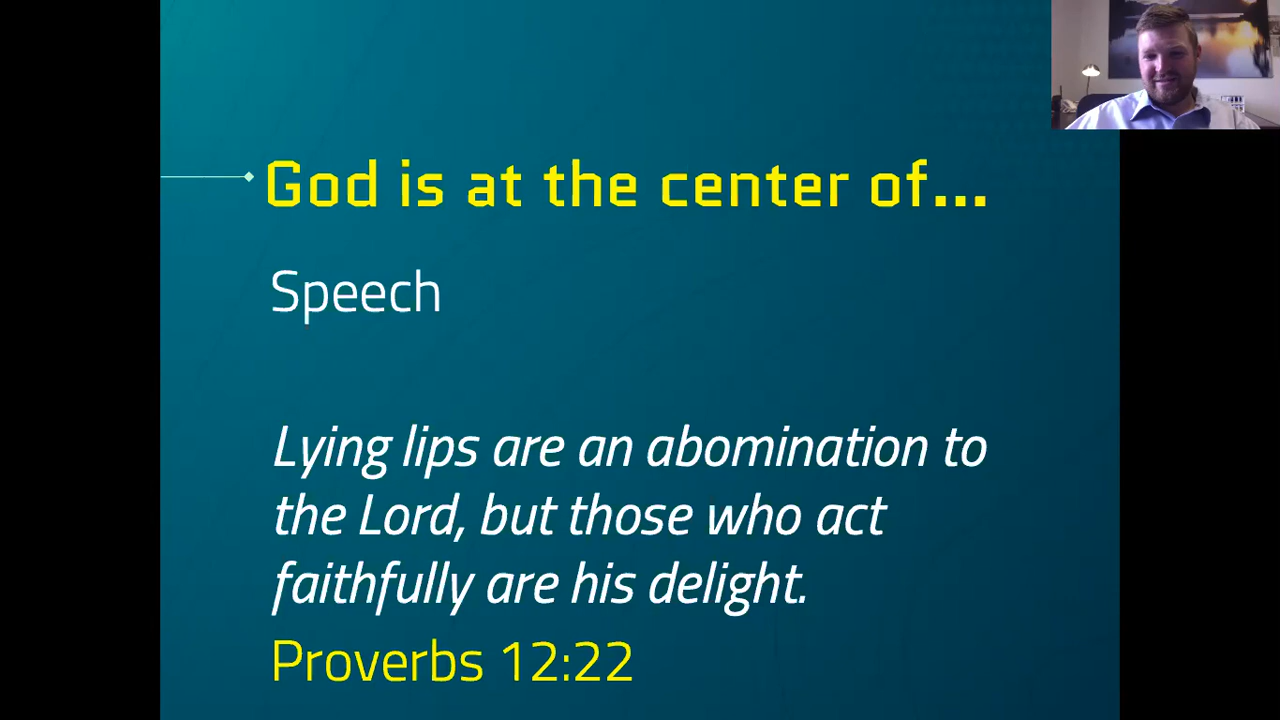 God is at the center of...
Speech
Lying lips are an abomination to
the Lord, but those who act
faithfully are his delight.
Proverbs 12:22